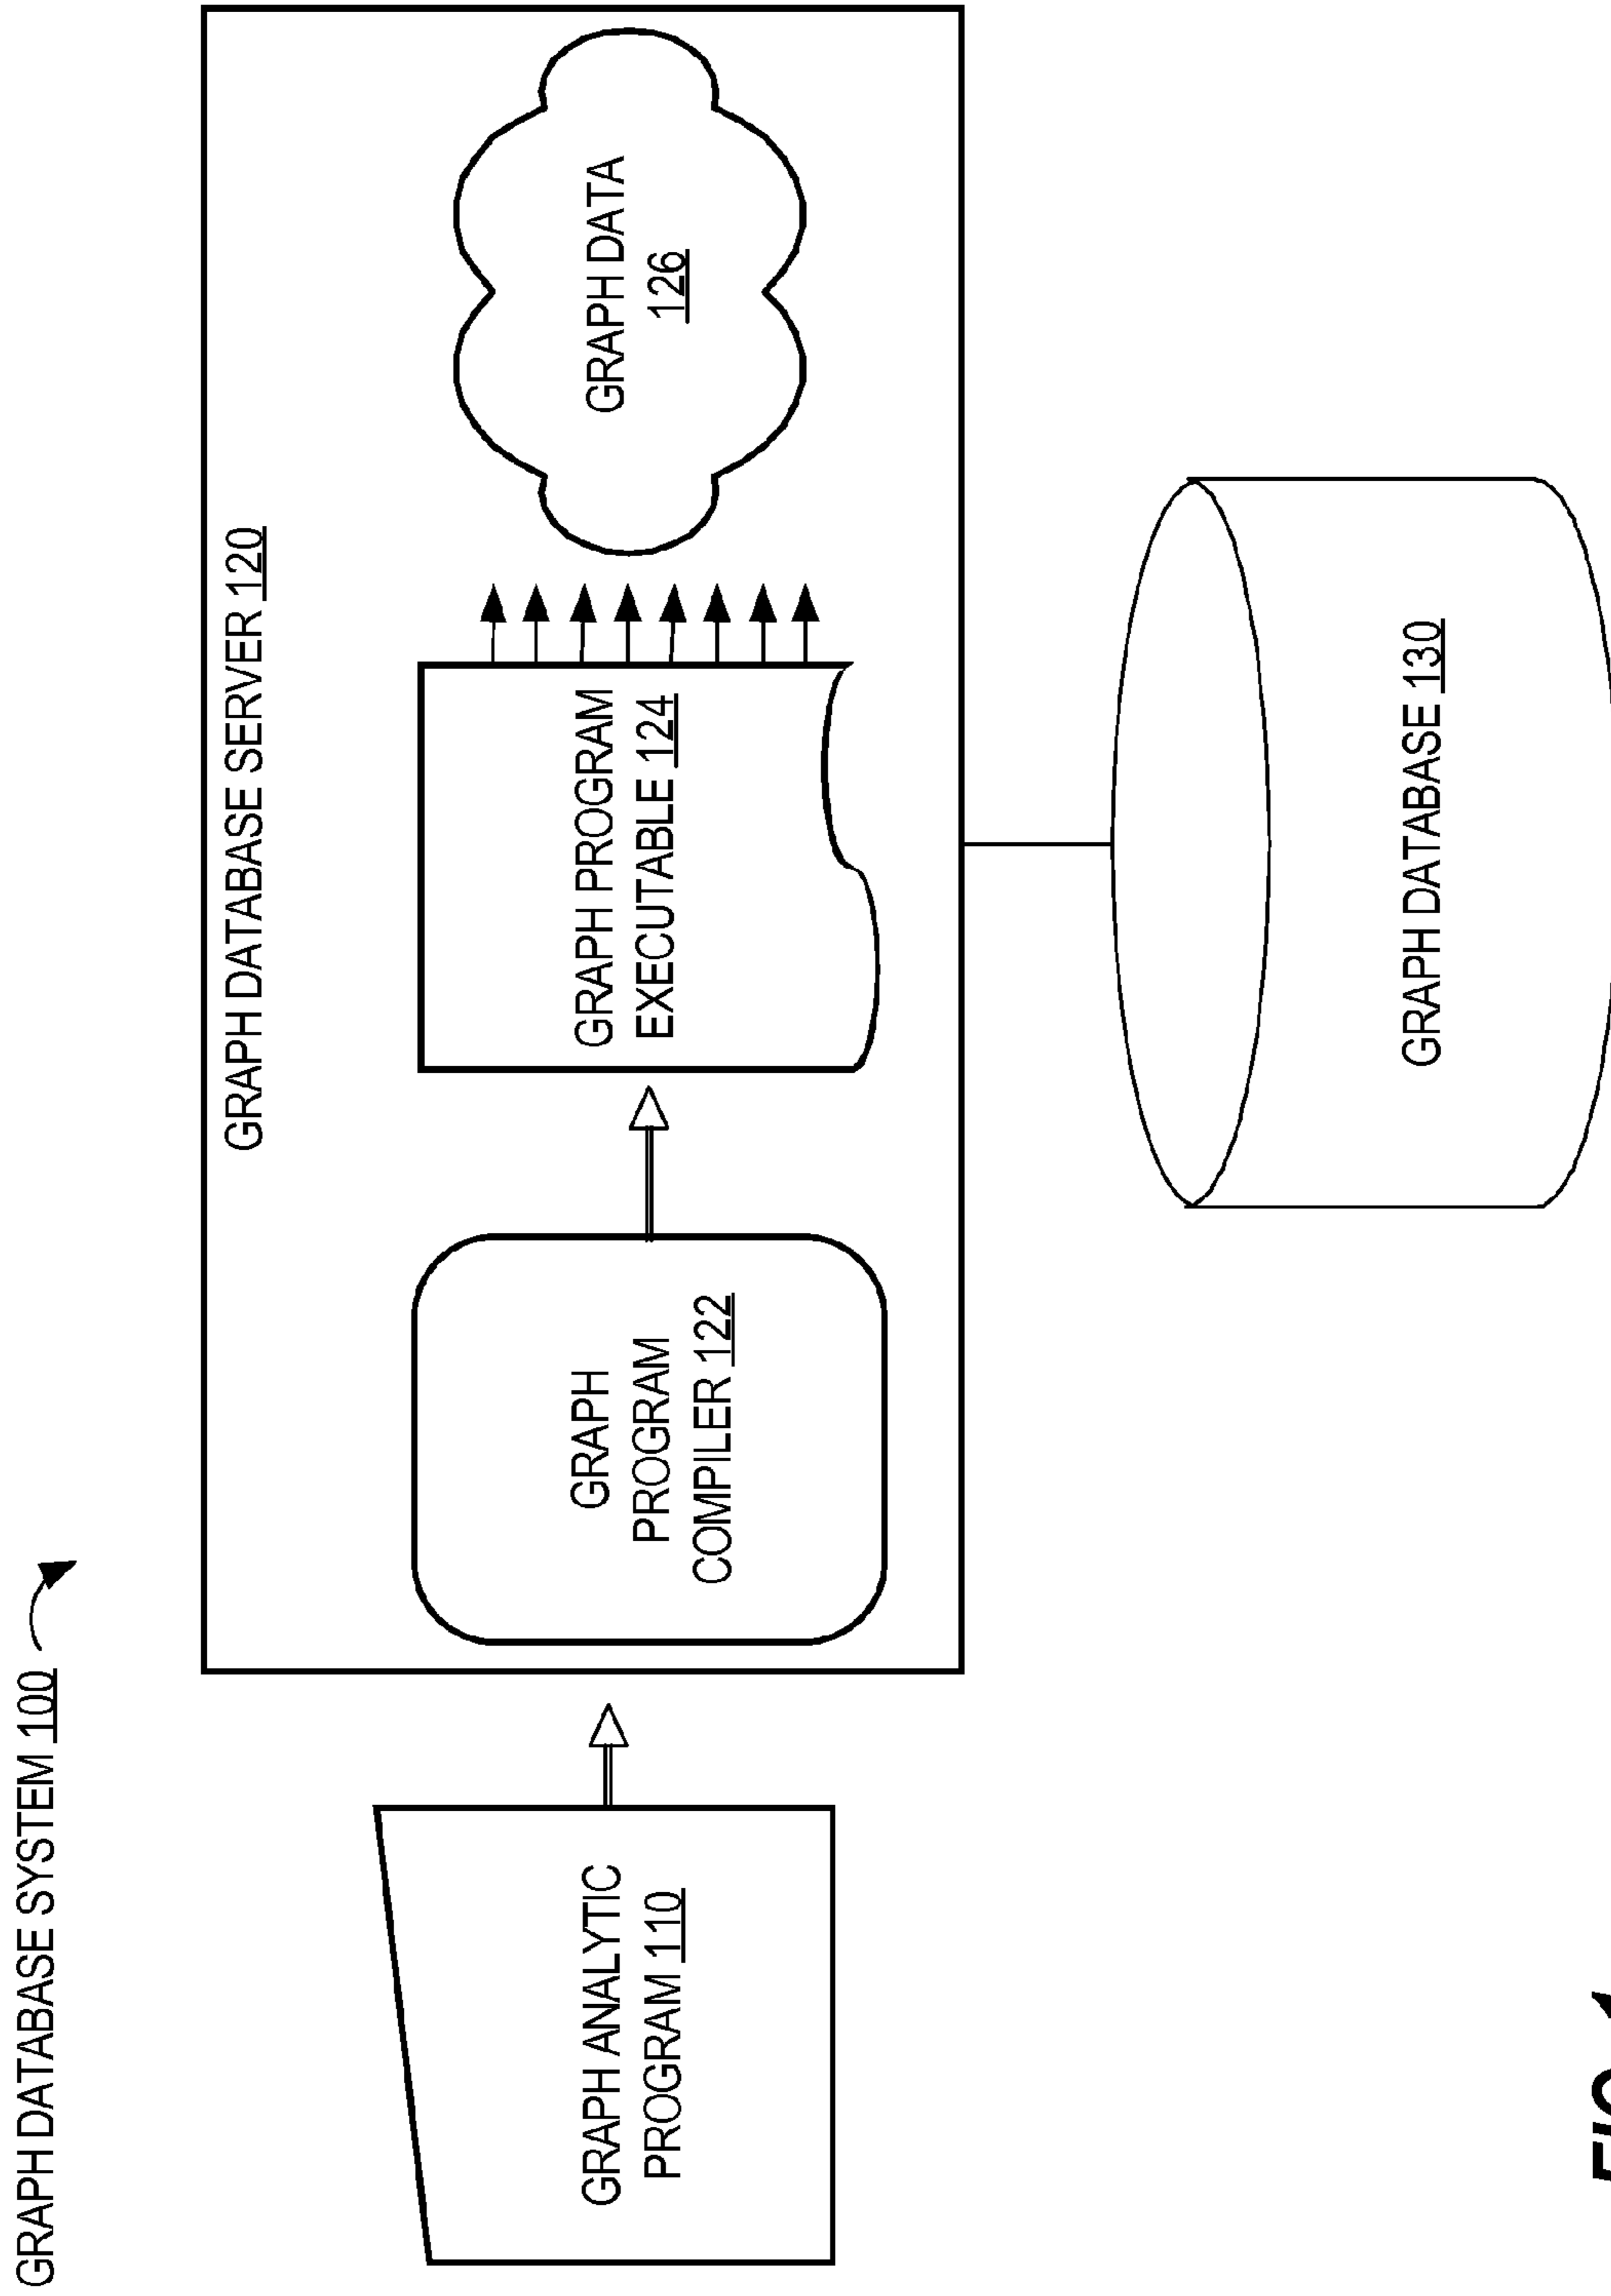 GRAPH DATABASE SYSTEM 100
GRAPH DATABASE SERVER 120
GRAPH ANALYTIC
PROGRAM 110
GRAPH
PROGRAM
COMPILER 122
GRAPH PROGRAM
EXECUTABLE 124
GRAPH DATA
126
GRAPH DATABASE 130